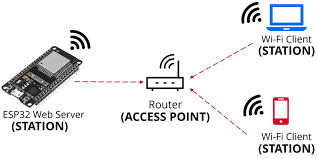 Wi-Fi Client
(STATION)
ESP32 Web Server
(STATION)
Router
(ACCESS POINT)
Wi-Fi Client
(STATION)